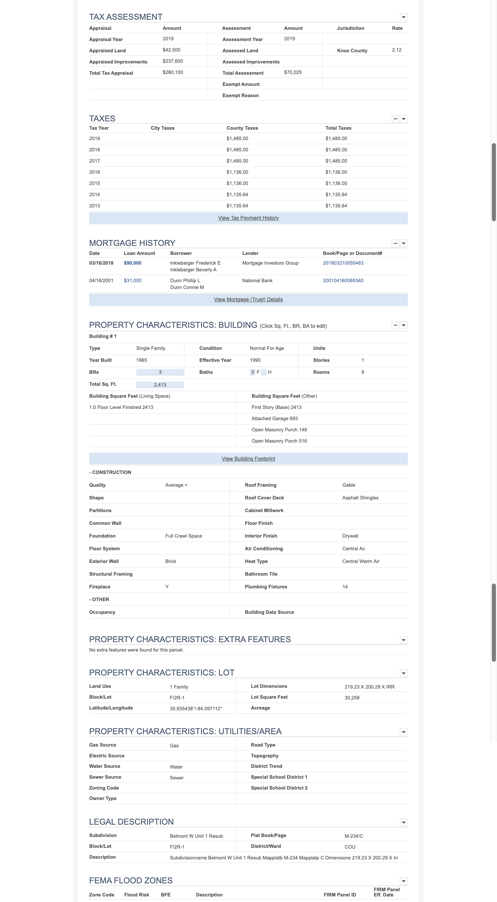 TAX ASSESSMENT
Appraisal Amount Assessment Amount Jurisdiction Rate
Appraisal Year 2019 Assessment Year 2019
Appraised Land $42,500 Assessed Land Knox County 2.12
Appraised Improvements $237,600 Assessed Improvements
Total Tax Appraisal $280,100 Total Assessment $70,025
Exempt Amount
Exempt Reason
TAXES
Tax Year City Taxes County Taxes Total Taxes
2019 $1,485.00 $1,485.00
2018 $1,485.00 $1,485.00
2017 $1,485.00 $1,485.00
2016 $1,136.00 $1,136.00
2015 $1,136.00 $1,136.00
2014 $1,135.64 $1,135.64
2013 $1,135.64 $1,135.64
View Tax Payment History
MORTGAGE HISTORY
Date Loan Amount Borrower Lender Book/Page or Document#
03/16/2018 $90,000 Inklebarger Frederick E Mortgage Investors Group 201803210055483
Inklebarger Beverly A
04/16/2001 $31,000 Dunn Phillip L National Bank 200104160069340
Dunn Connie M
View Mortgage (Trust) Details
PROPERTY CHARACTERISTICS: BUILDING (Click Sq. Ft., BR, BA to edit)
Building # 1
Type Single Family Condition Normal For Age Units
Year Built 1965 Effective Year 1990 Stories 1
BRs 3 Baths 3 F H Rooms 8
Total Sq. Ft. 2,413
Building Square Feet (Living Space) Building Square Feet (Other)
1.0 Floor Level Finished 2413 First Story (Base) 2413
Attached Garage 693
Open Masonry Porch 148
Open Masonry Porch 516
View Building Footprint
- CONSTRUCTION
Quality Average + Roof Framing Gable
Shape Roof Cover Deck Asphalt Shingles
Partitions Cabinet Millwork
Common Wall Floor Finish
Foundation Full Crawl Space Interior Finish Drywall
Floor System Air Conditioning Central Ac
Exterior Wall Brick Heat Type Central Warm Air
Structural Framing Bathroom Tile
Fireplace Y Plumbing Fixtures 14
- OTHER
Occupancy Building Data Source
PROPERTY CHARACTERISTICS: EXTRA FEATURES
No extra features were found for this parcel.
PROPERTY CHARACTERISTICS: LOT
Land Use 1 Family Lot Dimensions 219.23 X 200.29 X IRR
Block/Lot F/2R-1 Lot Square Feet 30,259
Latitude/Longitude 35.935438°/-84.097112° Acreage
PROPERTY CHARACTERISTICS: UTILITIES/AREA
Gas Source Gas Road Type
Electric Source Topography
Water Source Water District Trend
Sewer Source Sewer Special School District 1
Zoning Code Special School District 2
Owner Type
LEGAL DESCRIPTION
Subdivision Belmont W Unit 1 Resub Plat Book/Page M-234/C
Block/Lot F/2R-1 District/Ward COU
Description Subdivisionname Belmont W Unit 1 Resub Mapplatb M-234 Mapplatp C Dimensions 219.23 X 200.29 X Irr
FEMA FLOOD ZONES
Zone Code Flood Risk BFE Description FIRM Panel ID FIRM Panel Eff. Date